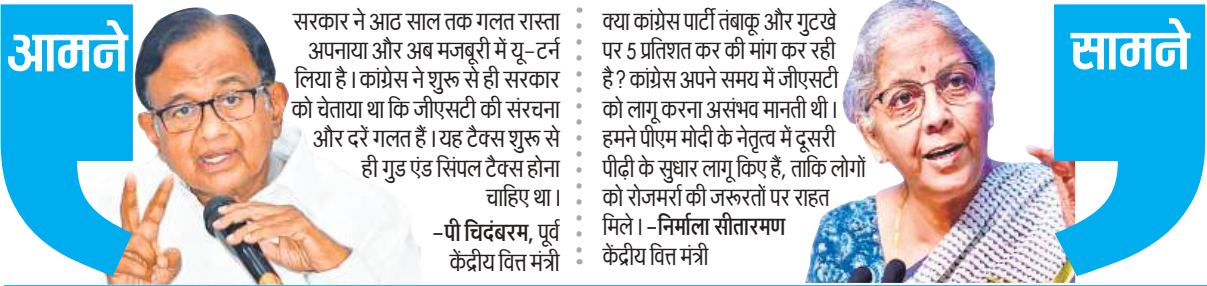 आमने
सरकार ने आठ साल तक गलत रास्ता
अपनाया और अब मजबूरी में यू-टर्न
लिया है। कांग्रेस ने शुरू से ही सरकार
को चेताया था कि जीएसटी की संरचना
और दरें गलत हैं। यह टैक्स शुरू से
ही गुड एंड सिंपल टैक्स होना
चाहिए था।
-पी चिदंबरम, पूर्व
केंद्रीय वित्त मंत्री
क्या कांग्रेस पार्टी तंबाकू और गुटखे
पर 5 प्रतिशत कर की मांग कर रही
है? कांग्रेस अपने समय में जीएसटी
को लागू करना असंभव मानती थी।
हमने पीएम मोदी के नेतृत्व में दूसरी
पीढ़ी के सुधार लागू किए हैं, ताकि लोगों
को रोजमर्रा की जरूरतों पर राहत
मिले। -निर्माला सीतारमण
केंद्रीय वित्त मंत्री
सामने